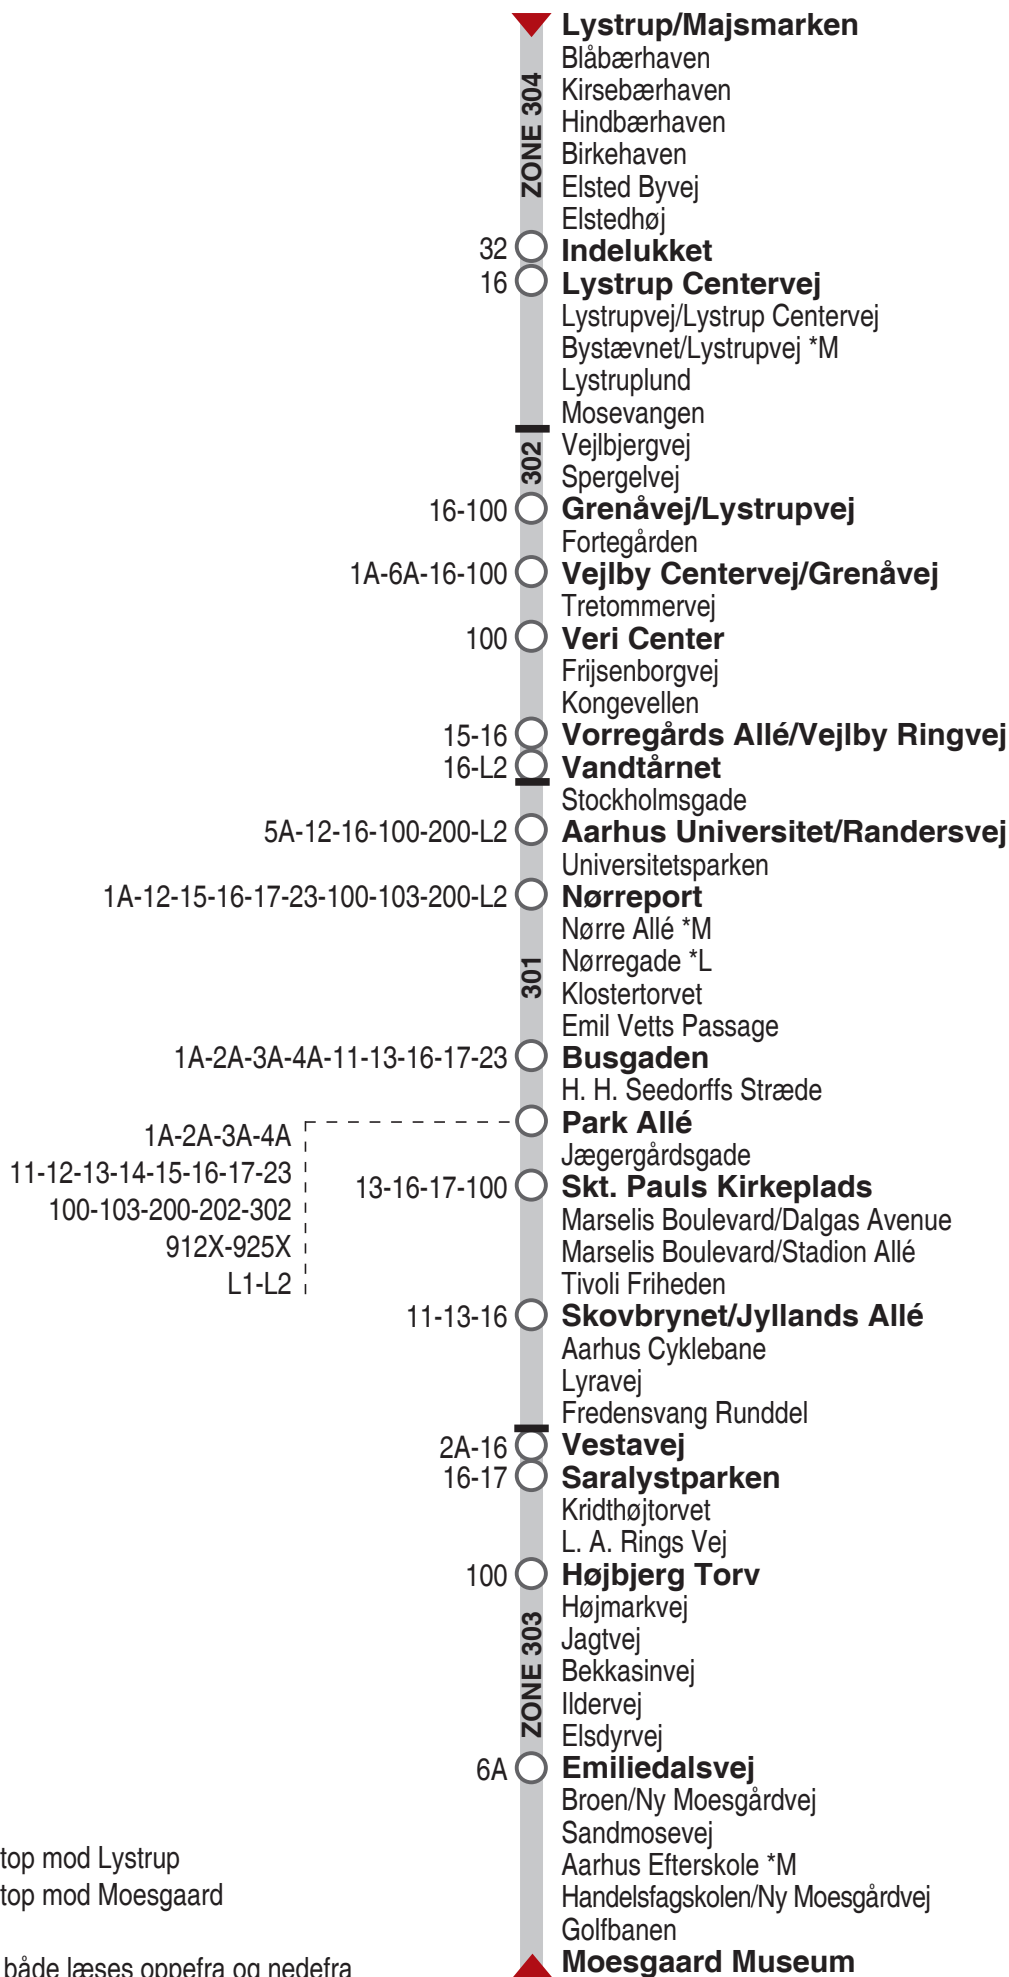 Lystrup/Majsmarken
Blåbærhaven
Kirsebærhaven
Hindbærhaven
Birkehaven
Elsted Byvej
Elstedhøj
ZONE 304
32 Indelukket
16 Lystrup Centervej
Lystrupvej/Lystrup Centervej
Bystævnet/Lystrupvej *M
Lystruplund
Mosevangen
Vejlbjergvej
302
Spergelvej
16-100 Grenåvej/Lystrupvej
Fortegården
1A-6A-16-100 Vejlby Centervej/Grenåvej
Tretommervej
100 Veri Center
Frijsenborgvej
Kongevellen
15-16 Vorregårds Allé/Vejlby Ringvej
16-L2 Vandtårnet
Stockholmsgade
5A-12-16-100-200-L2 Aarhus Universitet/Randersvej
Universitetsparken
1A-12-15-16-17-23-100-103-200-L2 Nørreport
Nørre Allé *M
Nørregade *L
301
Klostertorvet
Emil Vetts Passage
1A-2A-3A-4A-11-13-16-17-23 Busgaden
H. H. Seedorffs Stræde
Park Allé
1A-2A-3A-4A
11-12-13-14-15-16-17-23
100-103-200-202-302
912X-925X
L1-L2
Jægergårdsgade
13-16-17-100 Skt. Pauls Kirkeplads
Marselis Boulevard/Dalgas Avenue
Marselis Boulevard/Stadion Allé
Tivoli Friheden
11-13-16 Skovbrynet/Jyllands Allé
Aarhus Cyklebane
Lyravej
Fredensvang Runddel
2A-16 Vestavej
16-17 Saralystparken
Kridthøjtorvet
L. A. Rings Vej
100 Højbjerg Torv
Højmarkvej
Jagtvej
Bekkasinvej
Ildervej
Elsdyrvej
ZONE 303
6A Emiliedalsvej
Broen/Ny Moesgårdvej
Sandmosevej
Aarhus Efterskole *M
Handelsfagskolen/Ny Moesgårdvej
Golfbanen
Moesgaard Museum
top mod Lystrup
top mod Moesgaard
både læses oppefra og nedefra